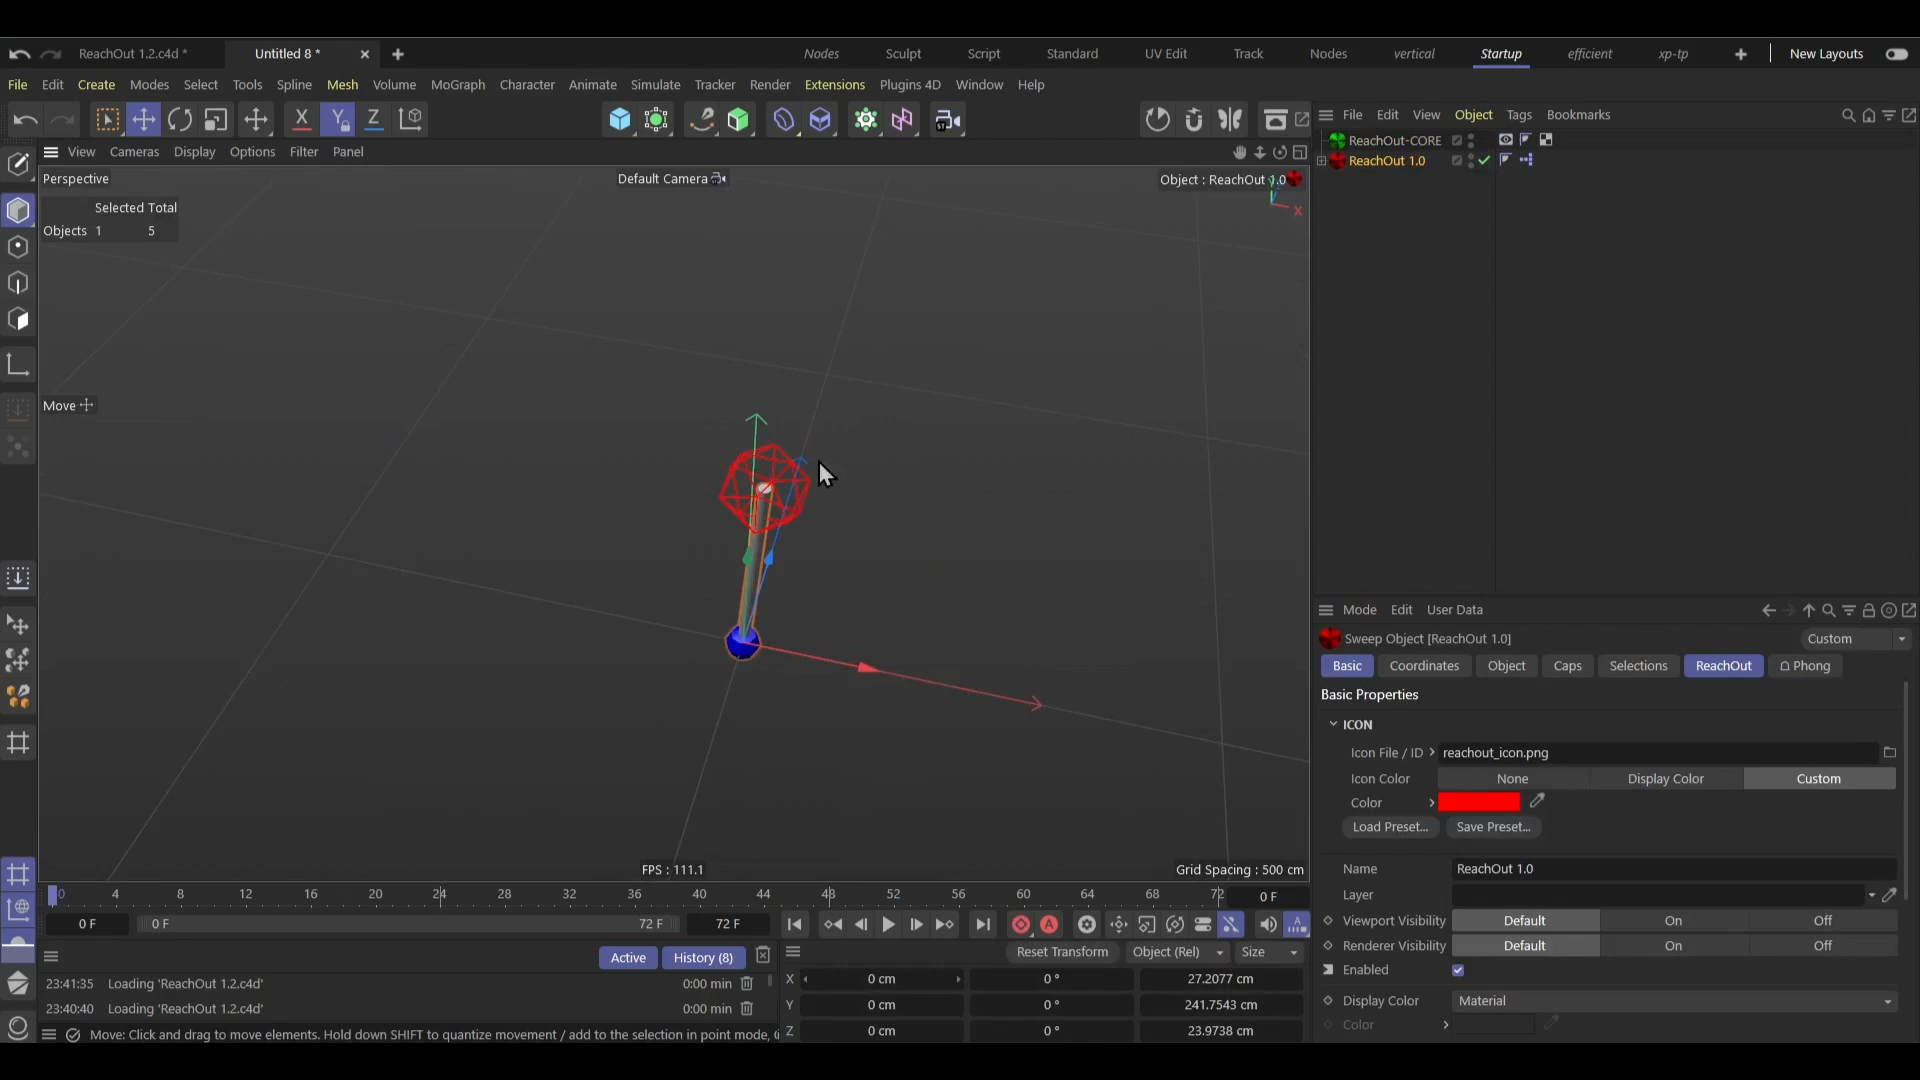 ReachOut 1.2.c4d *
Untitled 8 *
Nodes
Sculpt
Script
Standard
UV Edit
Track
Nodes
vertical
Startup
efficient
xp-tp
New Layouts
File Edit Create Modes Select Tools Spline Mesh Volume MoGraph Character Animate Simulate Tracker Render Extensions Plugins 4D Window Help
X Y Z
File Edit View Object Tags Bookmarks
View Cameras Display Options Filter Panel
ReachOut-CORE
ReachOut 1.0
Perspective
Default Camera
Object : ReachOut 1.0
Y
X
Selected Total
Objects 1 5
Move
FPS : 111.1
Grid Spacing : 500 cm
Mode Edit User Data
Sweep Object [ReachOut 1.0]
Custom
Basic Coordinates Object Caps Selections ReachOut Phong
Basic Properties
ICON
Icon File / ID reachout_icon.png
Icon Color None Display Color Custom
Color
Load Preset... Save Preset...
Name ReachOut 1.0
Layer
Viewport Visibility Default On Off
Renderer Visibility Default On Off
Enabled
Display Color Material
Color
0 4 8 12 16 20 24 28 32 36 40 44 48 52 56 60 64 68 72 0 F
0 F 0 F 72 F 72 F
Active History (8)
Reset Transform Object (Rel) Size
23:41:35 Loading 'ReachOut 1.2.c4d' 0:00 min
23:40:40 Loading 'ReachOut 1.2.c4d' 0:00 min
X 0 cm 0 ° 27.2077 cm
Y 0 cm 0 ° 241.7543 cm
Z 0 cm 0 ° 23.9738 cm
Move: Click and drag to move elements. Hold down SHIFT to quantize movement / add to the selection in point mode,